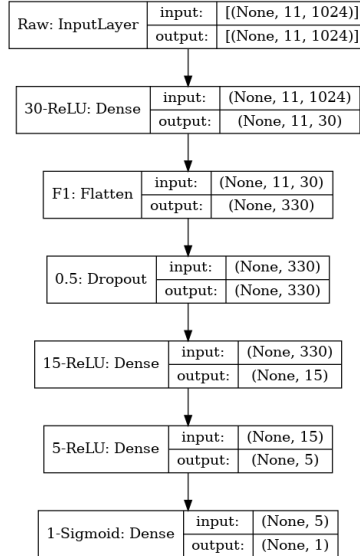 Raw: InputLayer
input: [(None, 11, 1024)]
output: [(None, 11, 1024)]
30-ReLU: Dense
input: (None, 11, 1024)
output: (None, 11, 30)
F1: Flatten
input: (None, 11, 30)
output: (None, 330)
0.5: Dropout
input: (None, 330)
output: (None, 330)
15-ReLU: Dense
input: (None, 330)
output: (None, 15)
5-ReLU: Dense
input: (None, 15)
output: (None, 5)
1-Sigmoid: Dense
input: (None, 5)
output: (None, 1)